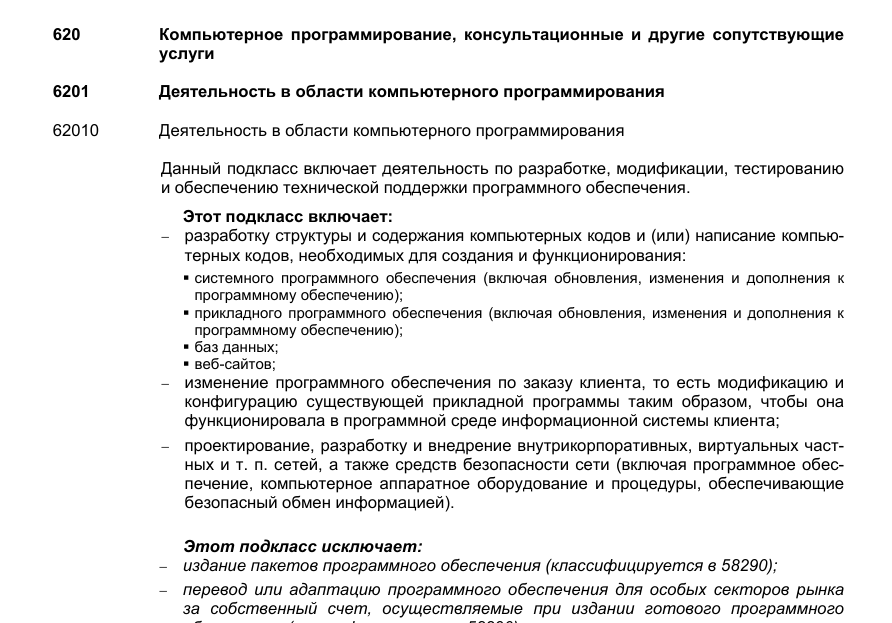 620 Компьютерное программирование, консультационные и другие сопутствующие
услуги
6201 Деятельность в области компьютерного программирования
62010 Деятельность в области компьютерного программирования
Данный подкласс включает деятельность по разработке, модификации, тестированию
и обеспечению технической поддержки программного обеспечения.
Этот подкласс включает:
– разработку структуры и содержания компьютерных кодов и (или) написание компью-
терных кодов, необходимых для создания и функционирования:
▪ системного программного обеспечения (включая обновления, изменения и дополнения к
программному обеспечению);
▪ прикладного программного обеспечения (включая обновления, изменения и дополнения к
программному обеспечению);
▪ баз данных;
▪ веб-сайтов;
– изменение программного обеспечения по заказу клиента, то есть модификацию и
конфигурацию существующей прикладной программы таким образом, чтобы она
функционировала в программной среде информационной системы клиента;
– проектирование, разработку и внедрение внутрикорпоративных, виртуальных част-
ных и т. п. сетей, а также средств безопасности сети (включая программное обес-
печение, компьютерное аппаратное оборудование и процедуры, обеспечивающие
безопасный обмен информацией).
Этот подкласс исключает:
– издание пакетов программного обеспечения (классифицируется в 58290);
– перевод или адаптацию программного обеспечения для особых секторов рынка
за собственный счет, осуществляемые при издании готового программного